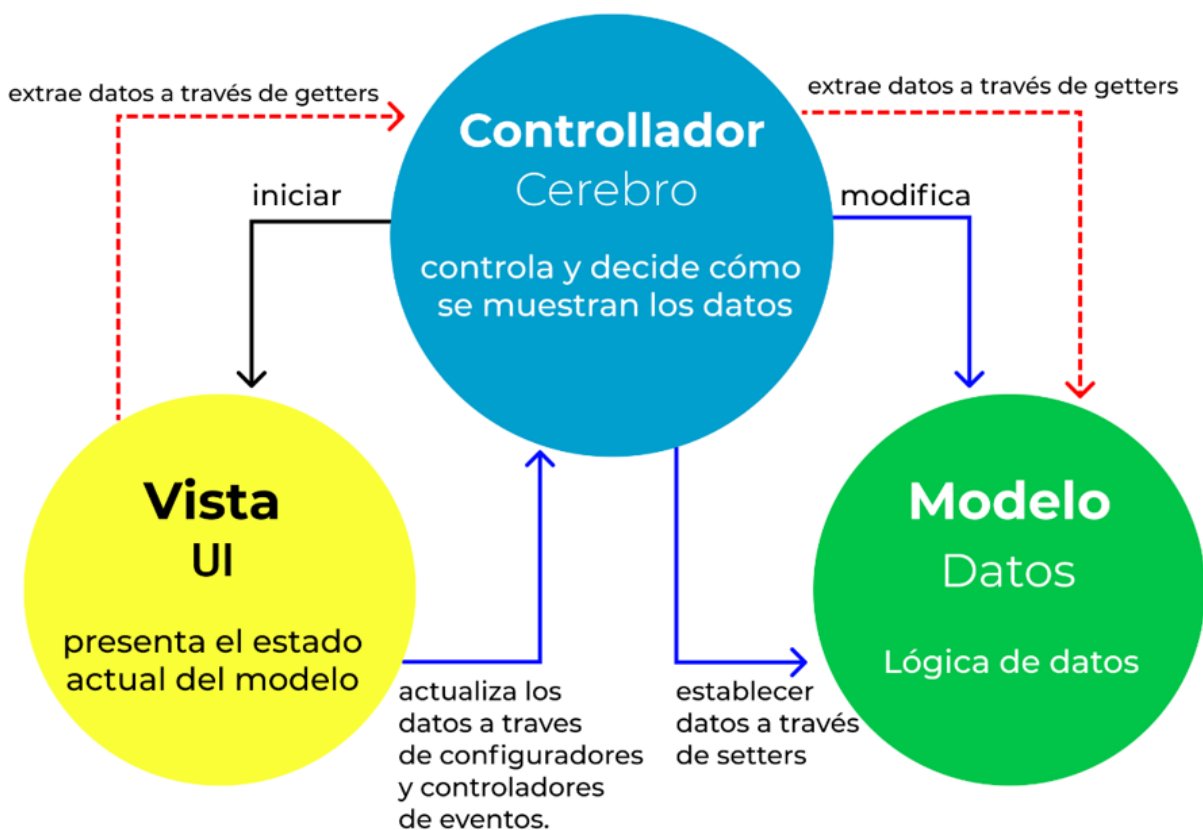 extrae datos a través de getters
extrae datos a través de getters
Controllador
Cerebro
controla y decide cómo
se muestran los datos
iniciar
modifica
Vista
UI
presenta el estado
actual del modelo
Modelo
Datos
Lógica de datos
actualiza los
datos a traves
de configuradores
y controladores
de eventos.
establecer
datos a través
de setters